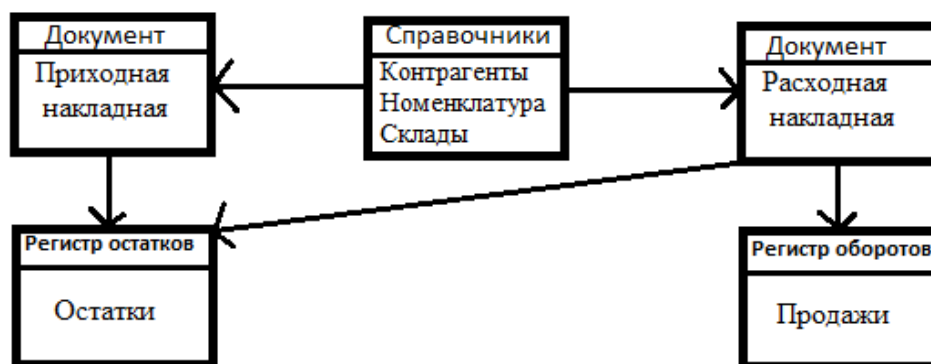 Документ
Приходная
накладная
Справочники
Контрагенты
Номенклатура
Склады
Документ
Расходная
накладная
Регистр остатков
Остатки
Регистр оборотов
Продажи